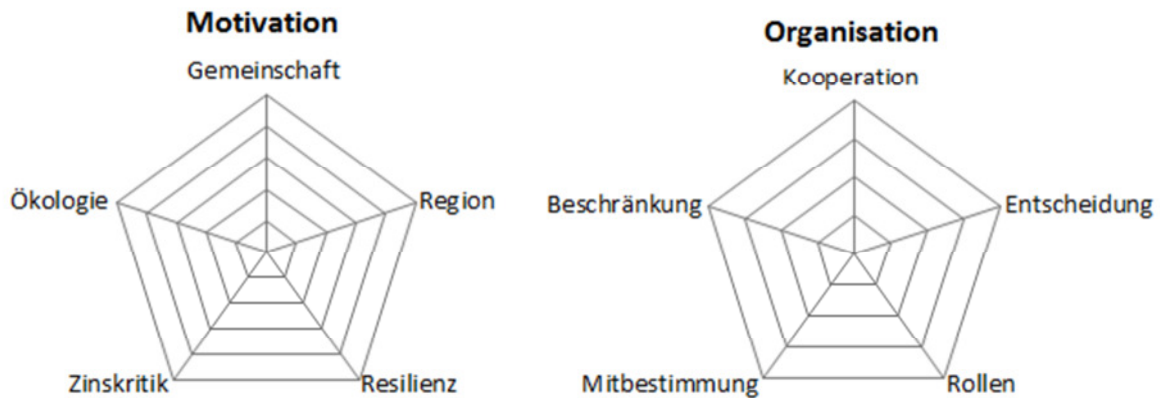 Motivation
Gemeinschaft
Ökologie
Region
Zinskritik
Resilienz
Organisation
Kooperation
Beschränkung
Entscheidung
Mitbestimmung
Rollen